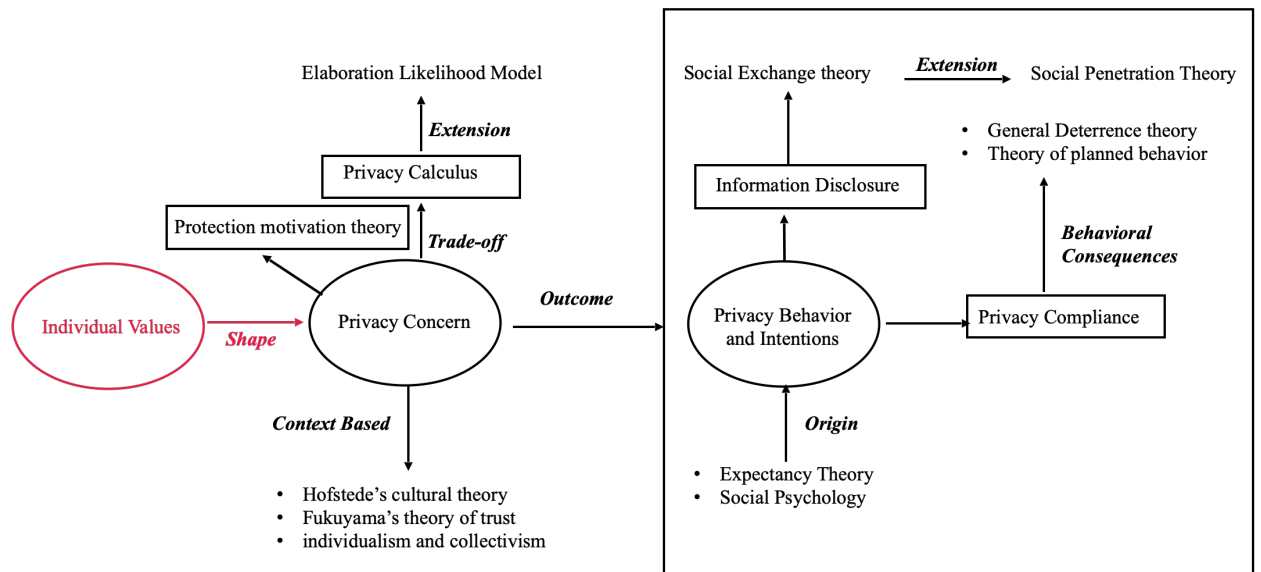 Elaboration Likelihood Model
Extension
Privacy Calculus
Protection motivation theory
Trade-off
Individual Values
Shape
Privacy Concern
Outcome
Context Based
• Hofstede’s cultural theory
• Fukuyama’s theory of trust
• individualism and collectivism
Social Exchange theory
Extension
Social Penetration Theory
• General Deterrence theory
• Theory of planned behavior
Information Disclosure
Behavioral
Consequences
Privacy Behavior
and Intentions
Privacy Compliance
Origin
• Expectancy Theory
• Social Psychology